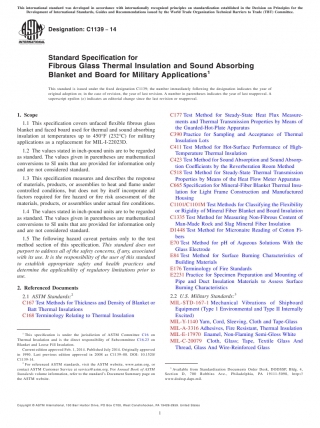 This international standard was developed in accordance with internationally recognized principles on standardization established in the Decision on Principles for the
Development of International Standards, Guides and Recommendations issued by the World Trade Organization Technical Barriers to Trade (TBT) Committee.
Designation: C1139 – 14
Standard Specification for
Fibrous Glass Thermal Insulation and Sound Absorbing
Blanket and Board for Military Applications1
This standard is issued under the fixed designation C1139; the number immediately following the designation indicates the year of
original adoption or, in the case of revision, the year of last revision. A number in parentheses indicates the year of last reapproval. A
superscript epsilon (ε) indicates an editorial change since the last revision or reapproval.
1. Scope
1.1 This specification covers unfaced flexible fibrous glass
blanket and faced board used for thermal and sound absorbing
insulation at temperatures up to 450°F (232°C) for military
applications as a replacement for MIL-I-22023D.
1.2 The values stated in inch-pound units are to be regarded
as standard. The values given in parentheses are mathematical
conversions to SI units that are provided for information only
and are not considered standard.
1.3 This specification measures and describes the response
of materials, products, or assemblies to heat and flame under
controlled conditions, but does not by itself incorporate all
factors required for fire hazard or fire risk assessment of the
materials, products, or assemblies under actual fire conditions.
1.4 The values stated in inch-pound units are to be regarded
as standard. The values given in parentheses are mathematical
conversions to SI units that are provided for information only
and are not considered standard.
1.5 The following hazard caveat pertains only to the test
method section of this specification. This standard does not
purport to address all of the safety concerns, if any, associated
with its use. It is the responsibility of the user of this standard
to establish appropriate safety and health practices and
determine the applicability of regulatory limitations prior to
use.
2. Referenced Documents
2.1 ASTM Standards:2
C167 Test Methods for Thickness and Density of Blanket or
Batt Thermal Insulations
C168 Terminology Relating to Thermal Insulation
1 This specification is under the jurisdiction of ASTM Committee C16 on
Thermal Insulation and is the direct responsibility of Subcommittee C16.23 on
Blanket and Loose Fill Insulation.
Current edition approved
in 1990. Last previous edition approved in
C1139-14.
2 For referenced ASTM standards, visit the ASTM website, www.astm.org, or
contact ASTM Customer Service at service@astm.org. For Annual Book of ASTM
Standards volume information, refer to the standard's Document Summary page on
the ASTM website.
C177 Test Method for Steady-State Heat Flux Measure-
ments and Thermal Transmission Properties by Means of
the Guarded-Hot-Plate Apparatus
C390 Practice for Sampling and Acceptance of Thermal
Insulation Lots
C411 Test Method for Hot-Surface Performance of High-
Temperature Thermal Insulation
C423 Test Method for Sound Absorption and Sound Absorp-
tion Coefficients by the Reverberation Room Method
C518 Test Method for Steady-State Thermal Transmission
Properties by Means of the Heat Flow Meter Apparatus
C665 Specification for Mineral-Fiber Blanket Thermal Insu-
lation for Light Frame Construction and Manufactured
Housing
C1101/C1101M Test Methods for Classifying the Flexibility
or Rigidity of Mineral Fiber Blanket and Board Insulation
C1335 Test Method for Measuring Non-Fibrous Content of
Man-Made Rock and Slag Mineral Fiber Insulation
D1448 Test Method for Micronaire Reading of Cotton Fi-
bers
E70 Test Method for pH of Aqueous Solutions With the
Glass Electrode
E84 Test Method for Surface Burning Characteristics of
Building Materials
E176 Terminology of Fire Standards
E2231 Practice for Specimen Preparation and Mounting of
Pipe and Duct Insulation Materials to Assess Surface
Burning Characteristics
2.2 U.S. Military Standards:3
MIL-STD-167-1 Mechanical Vibrations of Shipboard
Equipment (Type 1 Environmental and Type II Internally
Excited)
MIL-Y-1140 Yarn, Cord, Sleeving, Cloth and Tape-Glass
MIL-A-3316 Adhesives, Fire Resistant, Thermal Insulation
MIL-E-17970 Enamel, Non-Flaming Semi-Gloss White
MIL-C-20079 Cloth, Glass, Tape, Textile Glass And
Thread, Glass And Wire-Reinforced Glass
3 Available from Standardization Documents Order Desk, DODSSP, Bldg. 4,
Section D, 700 Robbins Ave., Philadelphia, PA 19111-5098, http://
www.dodssp.daps.mil.
Copyright © ASTM International, 100 Barr Harbor Drive, PO Box C700, West Conshohocken, PA 19428-2959. United States
1